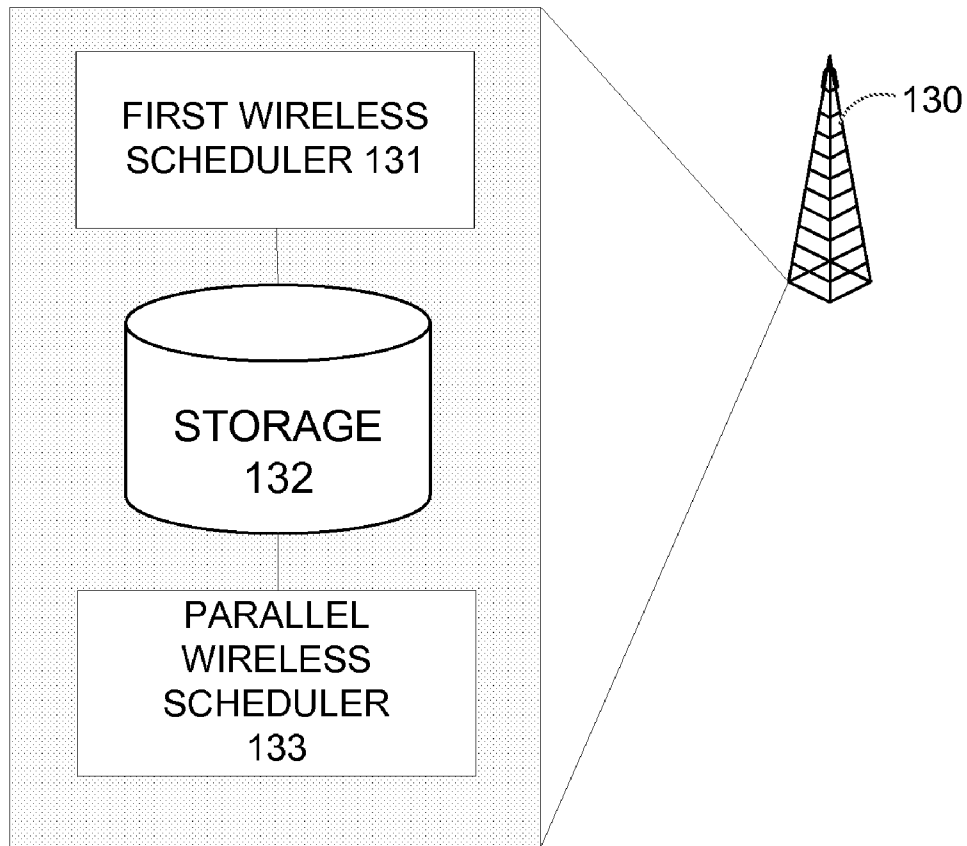 FIRST WIRELESS
SCHEDULER 131
130
STORAGE
132
PARALLEL
WIRELESS
SCHEDULER
133